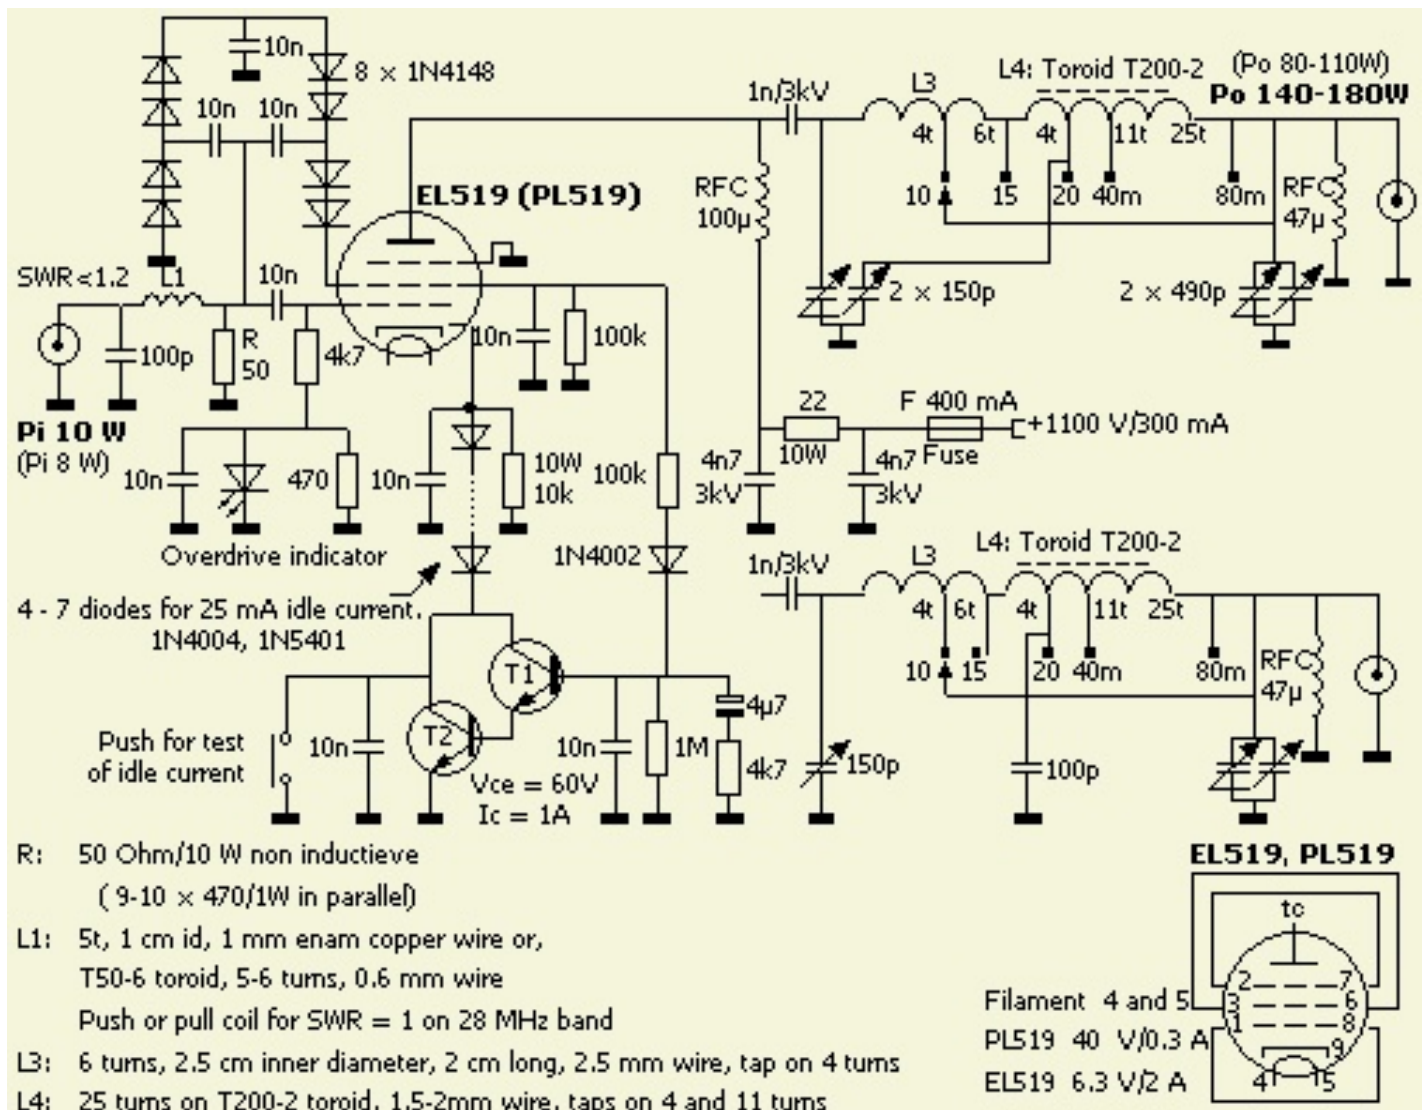 10n
8 × 1N4148
10n 10n
EL519 (PL519)
1n/3kV
L3
L4: Toroid T200-2
(Po 80-110W)
Po 140-180W
4t 6t 4t 11t 25t
10 15 20 40m 80m
RFC
100µ
RFC
47µ
2 × 150p
2 × 490p
SWR<1.2
L1
10n
100p
R
50
4k7
10n
100k
Pi 10 W
(Pi 8 W)
10n
470
10n
10W
10k
100k
22
10W
F 400 mA
Fuse
+1100 V/300 mA
4n7
3kV
4n7
3kV
Overdrive indicator
1N4002
4 - 7 diodes for 25 mA idle current.
1N4004, 1N5401
1n/3kV
L3
L4: Toroid T200-2
4t 6t 4t 11t 25t
10 15 20 40m 80m
RFC
47µ
T1
T2
Push for test
of idle current
10n
Vce = 60V
Ic = 1A
10n
1M
4µ7
4k7
150p
100p
R: 50 Ohm/10 W non inductieve
( 9-10 × 470/1W in parallel)
L1: 5t, 1 cm id, 1 mm enam copper wire or,
T50-6 toroid, 5-6 turns, 0.6 mm wire
Push or pull coil for SWR = 1 on 28 MHz band
L3: 6 turns, 2.5 cm inner diameter, 2 cm long, 2.5 mm wire, tap on 4 turns
L4: 25 turns on T200-2 toroid, 1.5-2mm wire, taps on 4 and 11 turns
EL519, PL519
tc
2 7
3 6
1 8
9
4 5
Filament 4 and 5
PL519 40 V/0.3 A
EL519 6.3 V/2 A